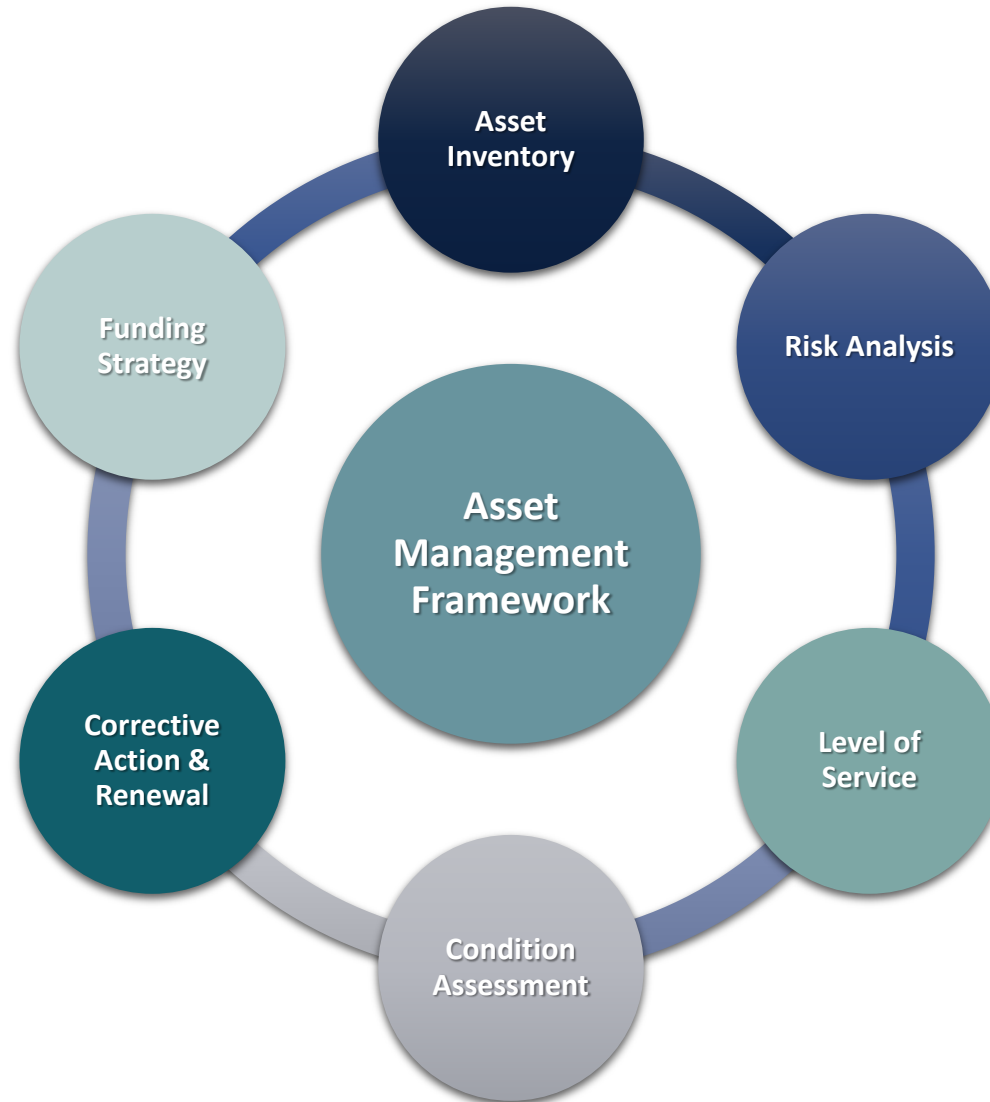 Asset
Inventory
Risk Analysis
Level of
Service
Condition
Assessment
Corrective
Action &
Renewal
Funding
Strategy
Asset
Management
Framework